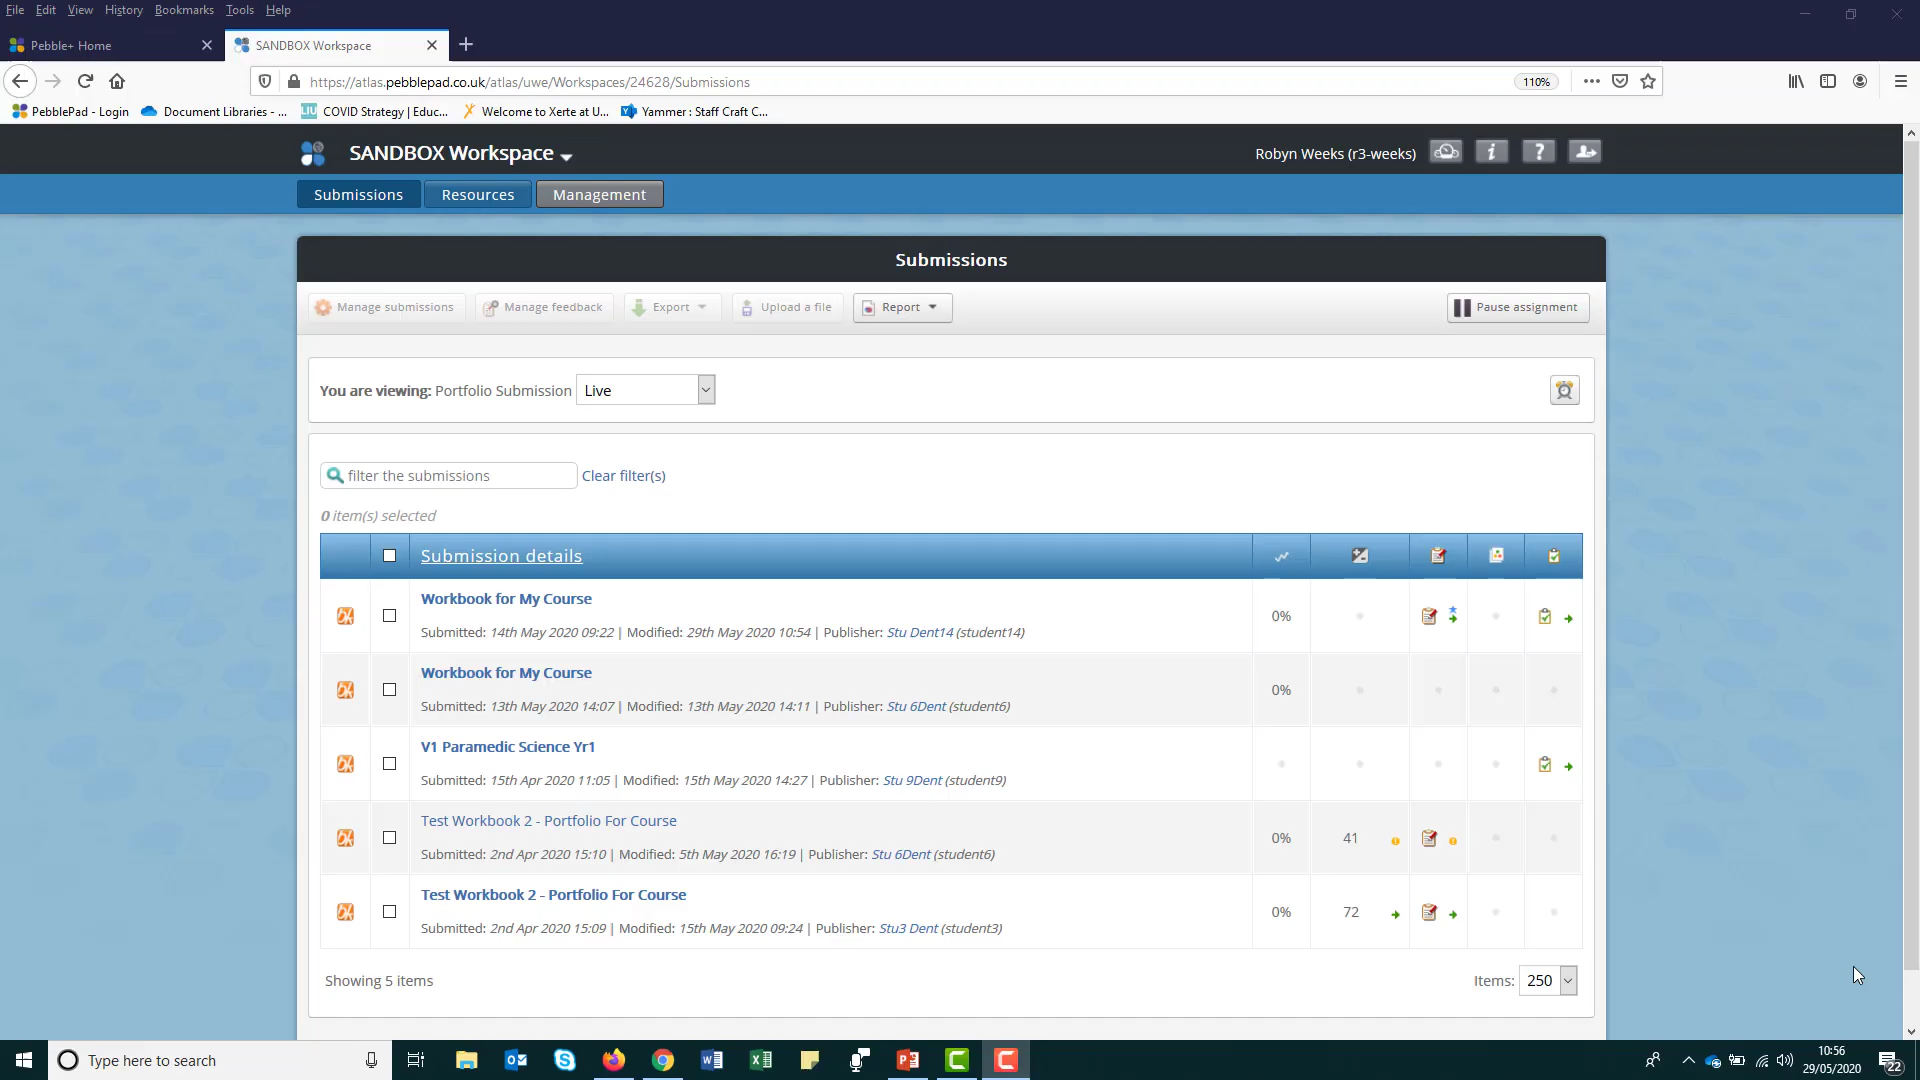 File Edit View History Bookmarks Tools Help
Pebble+ Home SANDBOX Workspace
https://atlas.pebblepad.co.uk/atlas/uwe/Workspaces/24628/Submissions 110%
PebblePad - Login Document Libraries - ... COVID Strategy | Educ... Welcome to Xerte at U... Yammer : Staff Craft C...
SANDBOX Workspace Robyn Weeks (r3-weeks)
Submissions Resources Management
Submissions
Manage submissions Manage feedback Export Upload a file Report Pause assignment
You are viewing: Portfolio Submission Live
filter the submissions Clear filter(s)
0 item(s) selected
Submission details
Workbook for My Course
Submitted: 14th May 2020 09:22 | Modified: 29th May 2020 10:54 | Publisher: Stu Dent14 (student14) 0%
Workbook for My Course
Submitted: 13th May 2020 14:07 | Modified: 13th May 2020 14:11 | Publisher: Stu 6Dent (student6) 0%
V1 Paramedic Science Yr1
Submitted: 15th Apr 2020 11:05 | Modified: 15th May 2020 14:27 | Publisher: Stu 9Dent (student9)
Test Workbook 2 - Portfolio For Course
Submitted: 2nd Apr 2020 15:10 | Modified: 5th May 2020 16:19 | Publisher: Stu 6Dent (student6) 0% 41
Test Workbook 2 - Portfolio For Course
Submitted: 2nd Apr 2020 15:09 | Modified: 15th May 2020 09:24 | Publisher: Stu3 Dent (student3) 0% 72
Showing 5 items Items: 250
Type here to search
10:56
29/05/2020 22